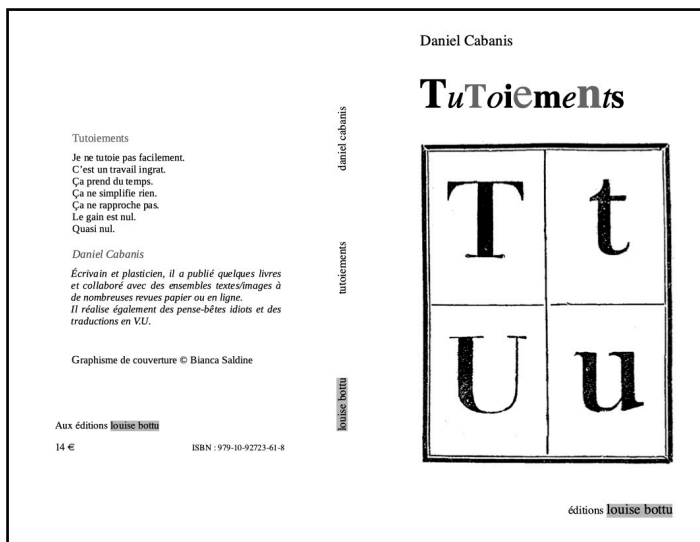 Tutoiements
Je ne tutoie pas facilement.
C’est un travail ingrat.
Ça prend du temps.
Ça ne simplifie rien.
Ça ne rapproche pas.
Le gain est nul.
Quasi nul.
Daniel Cabanis
Écrivain et plasticien, il a publié quelques livres
et collaboré avec des ensembles textes/images à
de nombreuses revues papier ou en ligne.
Il réalise également des pense-bêtes idiots et des
traductions en V.U.
Graphisme de couverture © Bianca Saldine
Aux éditions louise bottu
14 € ISBN : 979-10-92723-61-8
daniel cabanis
tutoiements
louise bottu
Daniel Cabanis
TuToiements
T t
U u
éditions louise bottu